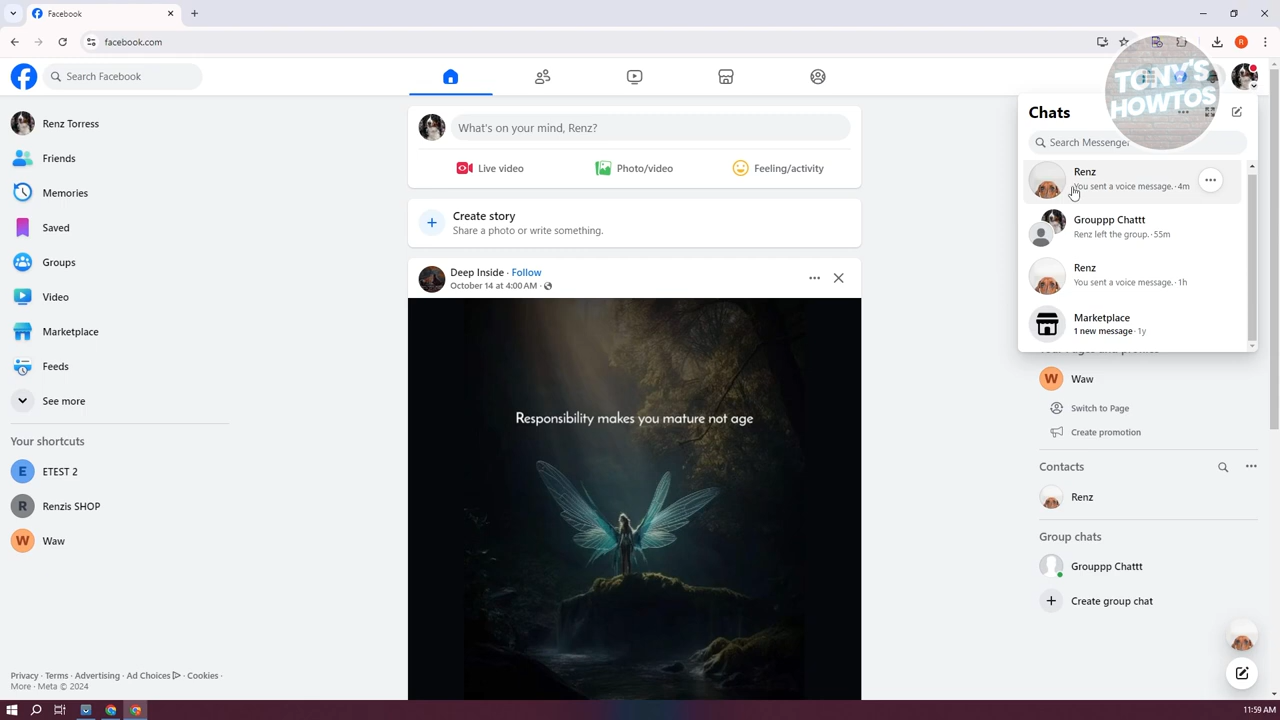 Facebook
facebook.com
R
Search Facebook
TONY'S
HOWTOS
Renz Torress
Friends
Memories
Saved
Groups
Video
Marketplace
Feeds
See more
Your shortcuts
E ETEST 2
R Renzis SHOP
W Waw
Privacy · Terms · Advertising · Ad Choices · Cookies ·
More · Meta © 2024
What's on your mind, Renz?
Live video
Photo/video
Feeling/activity
Create story
Share a photo or write something.
Deep Inside · Follow
October 14 at 4:00 AM ·
Responsibility makes you mature not age
Chats
Search Messenger
Renz
You sent a voice message. · 4m
Grouppp Chattt
Renz left the group. · 55m
Renz
You sent a voice message. · 1h
Marketplace
1 new message · 1y
W Waw
Switch to Page
Create promotion
Contacts
Renz
Group chats
Grouppp Chattt
Create group chat
11:59 AM